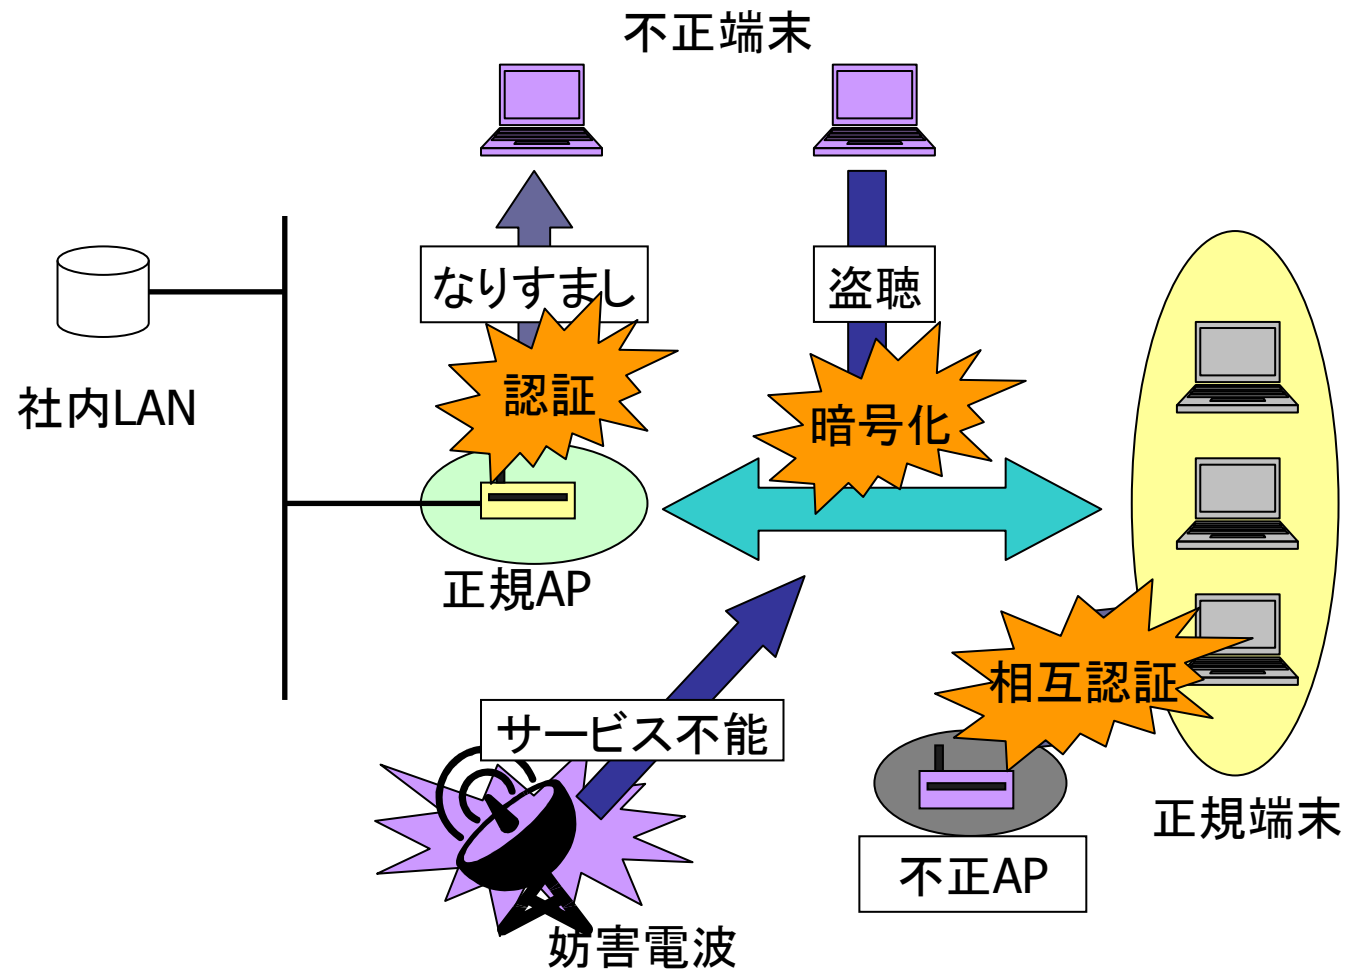 不正端末
なりすまし
盗聴
認証
社内LAN
暗号化
正規AP
相互認証
サービス不能
正規端末
不正AP
妨害電波